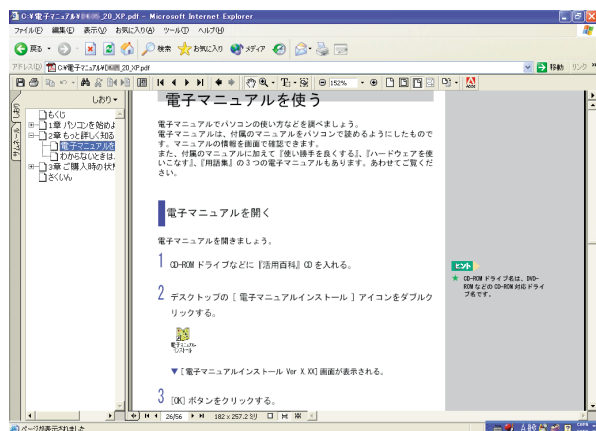 C:¥電子マニュアル¥ _20_XP.pdf - Microsoft Internet Explorer
ファイル(F) 編集(E) 表示(V) お気に入り(A) ツール(T) ヘルプ(H)
戻る 検索 お気に入り メディア
アドレス(D) C:¥電子マニュアル¥ _20_XP.pdf 移動 リンク
152%
しおり
しおり
サムネール
もくじ
1章 パソコンを始めよ
2章 もっと詳しく知る
電子マニュアルを
わからないときは、
3章 ご購入時の状
さくいん
電子マニュアルを使う
電子マニュアルでパソコンの使い方などを調べましょう。
電子マニュアルは、付属のマニュアルをパソコンで読めるようにしたもので
す。マニュアルの情報を画面で確認できます。
また、付属のマニュアルに加えて『使い勝手を良くする』、『ハードウェアを使
いこなす』、『用語集』の3つの電子マニュアルもあります。あわせてご覧くだ
さい。
電子マニュアルを開く
電子マニュアルを開きましょう。
1 CD-ROM ドライブなどに『活用百科』CD を入れる。
ヒント
★ CD-ROM ドライブ名は、DVD-
ROM などの CD-ROM 対応ドライ
ブ名です。
2 デスクトップの [ 電子マニュアルインストール ] アイコンをダブルク
リックする。
電子マニュアル
インストール
▼ [ 電子マニュアルインストール Ver X.XX] 画面が表示される。
3 [OK] ボタンをクリックする。
26/56 182 x 257.2 ミリ
ページが表示されました
CAPS